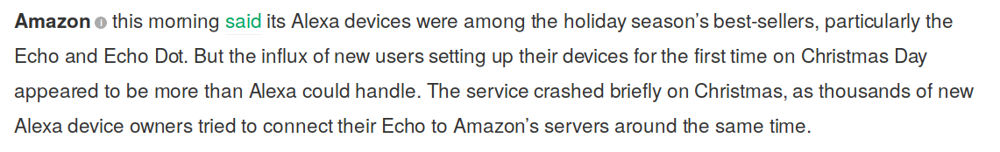 Amazon this morning said its Alexa devices were among the holiday season’s best-sellers, particularly the
Echo and Echo Dot. But the influx of new users setting up their devices for the first time on Christmas Day
appeared to be more than Alexa could handle. The service crashed briefly on Christmas, as thousands of new
Alexa device owners tried to connect their Echo to Amazon’s servers around the same time.